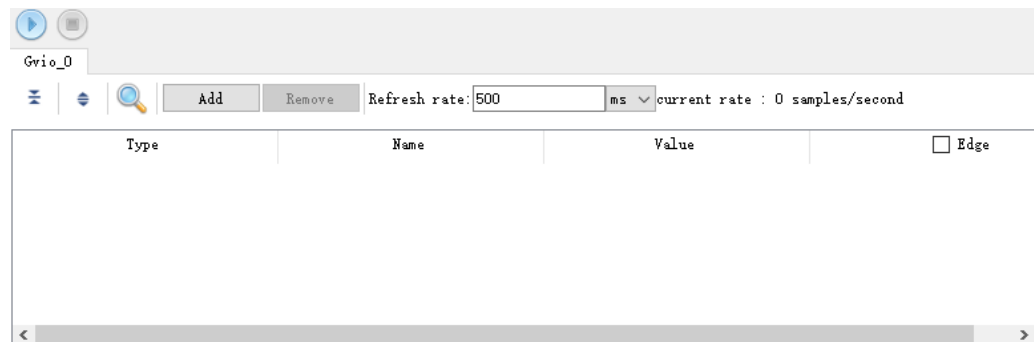 Gvio_0
Add Remove Refresh rate: 500 ms current rate : 0 samples/second
Type Name Value Edge